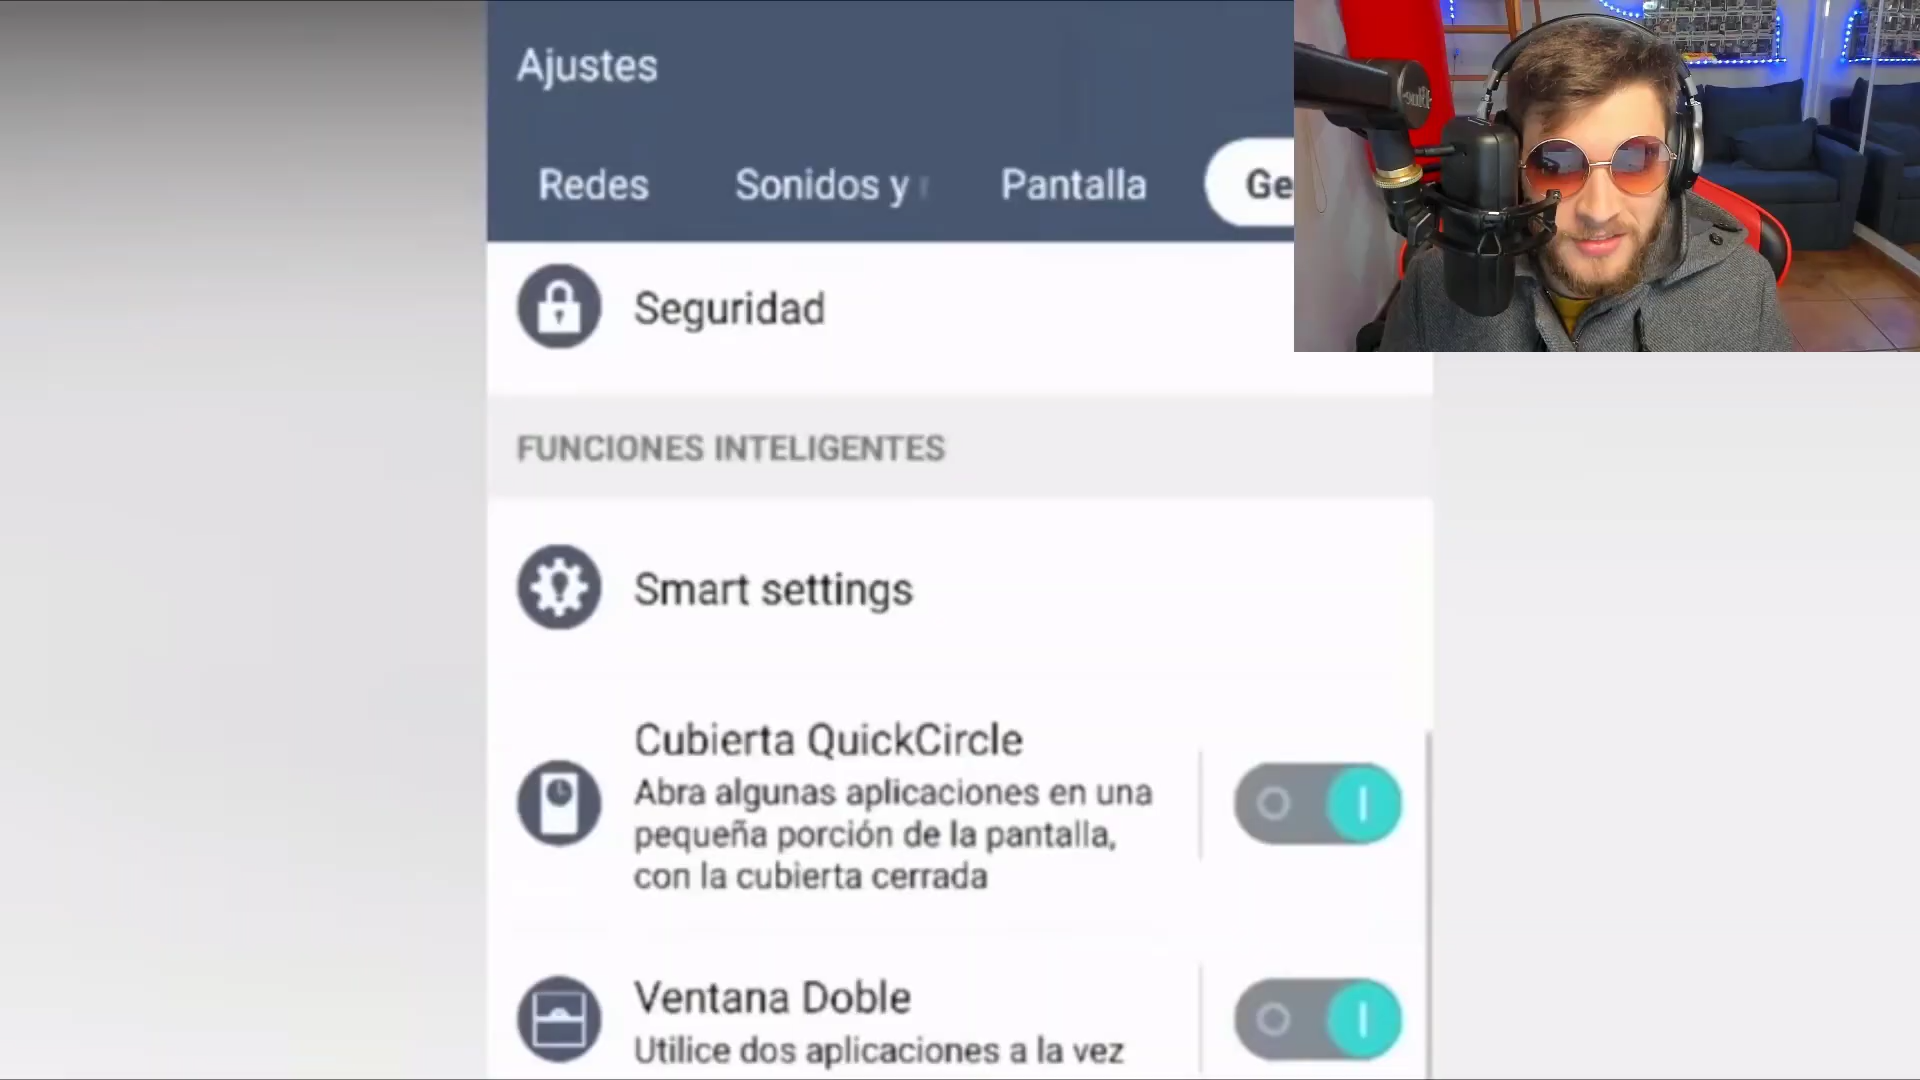 Ajustes
Redes Sonidos y Pantalla Ge
Seguridad
FUNCIONES INTELIGENTES
Smart settings
Cubierta QuickCircle
Abra algunas aplicaciones en una
pequeña porción de la pantalla,
con la cubierta cerrada
Ventana Doble
Utilice dos aplicaciones a la vez